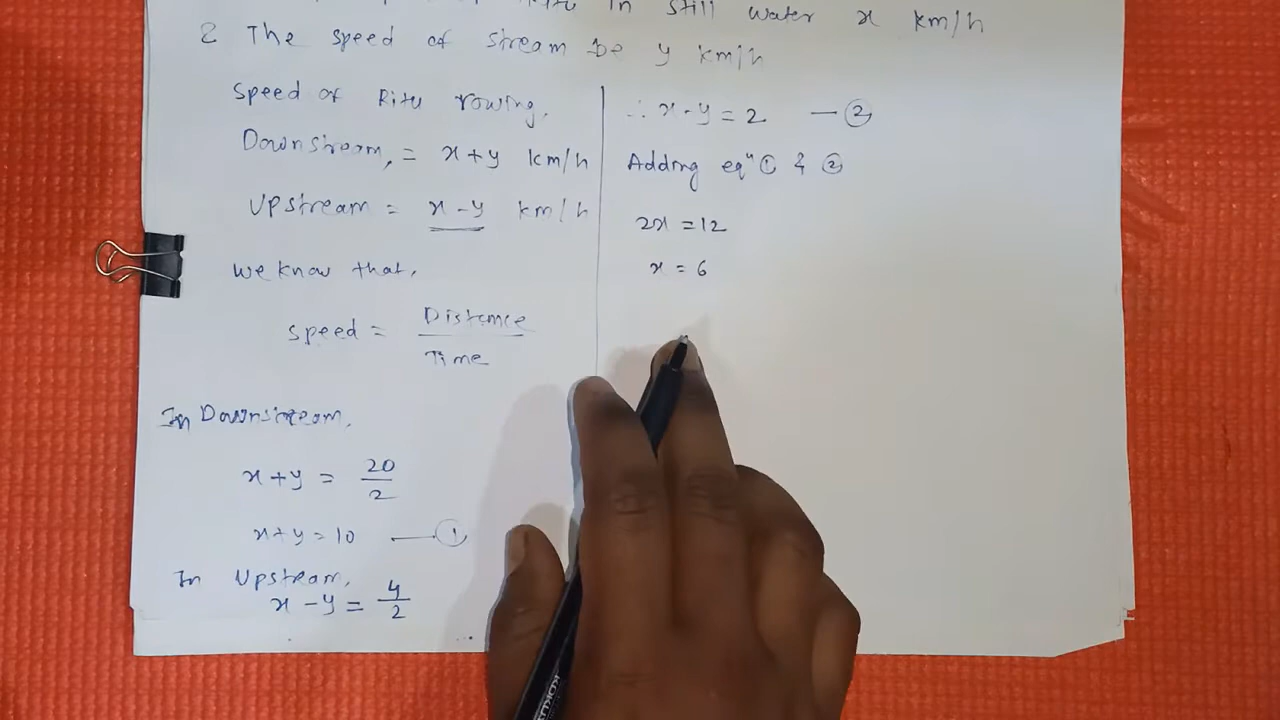 in still water x km/h
& The speed of stream be y km/h
Speed of Ritu rowing,
Downstream, = x+y km/h
Upstream = x-y km/h
we know that,
speed = Distance / Time
In Downstream,
x+y = 20/2
x+y = 10 — ①
In Upstream,
x-y = 4/2
∴ x-y = 2 — ②
Adding eqⁿ ① & ②
2x = 12
x = 6